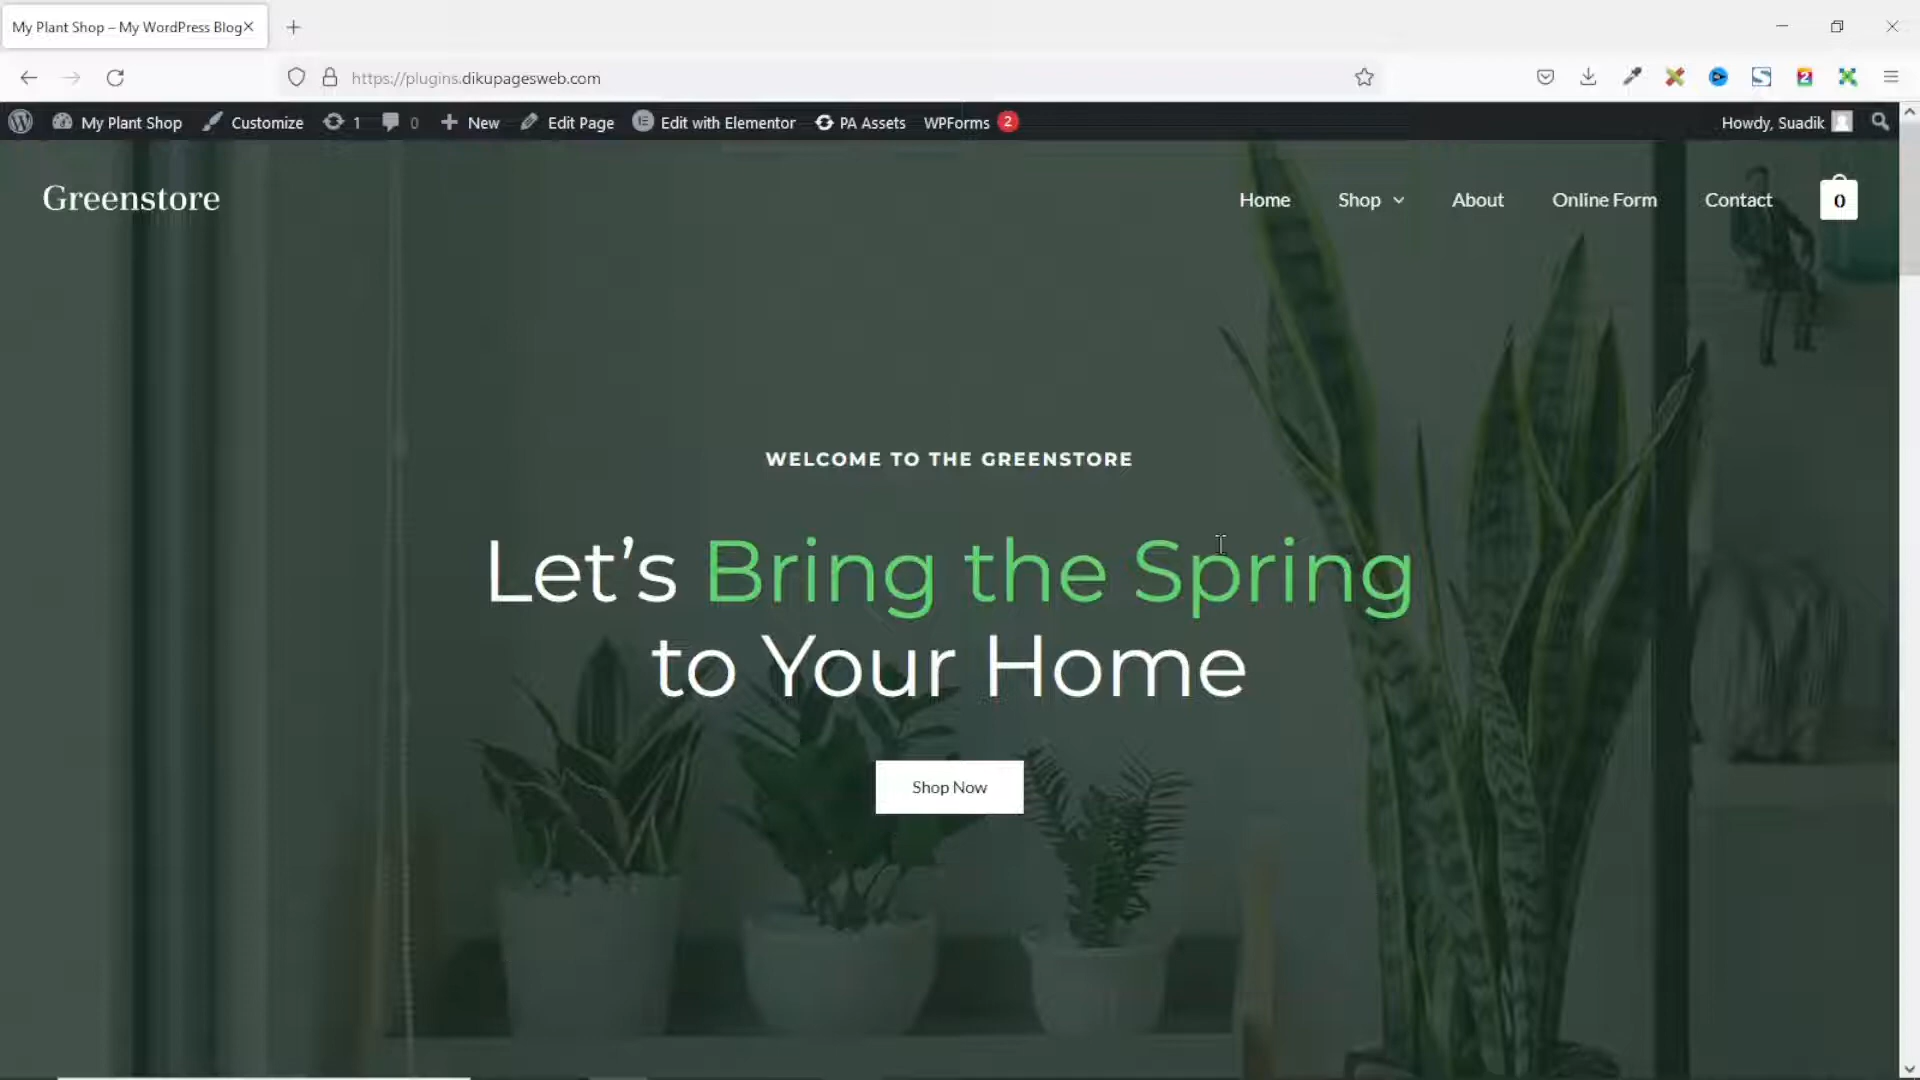 My Plant Shop – My WordPress Blog
https://plugins.dikupagesweb.com
My Plant Shop Customize 1 0 New Edit Page Edit with Elementor PA Assets WPForms 2 Howdy, Suadik
Greenstore Home Shop About Online Form Contact 0
WELCOME TO THE GREENSTORE
Let’s Bring the Spring
to Your Home
Shop Now